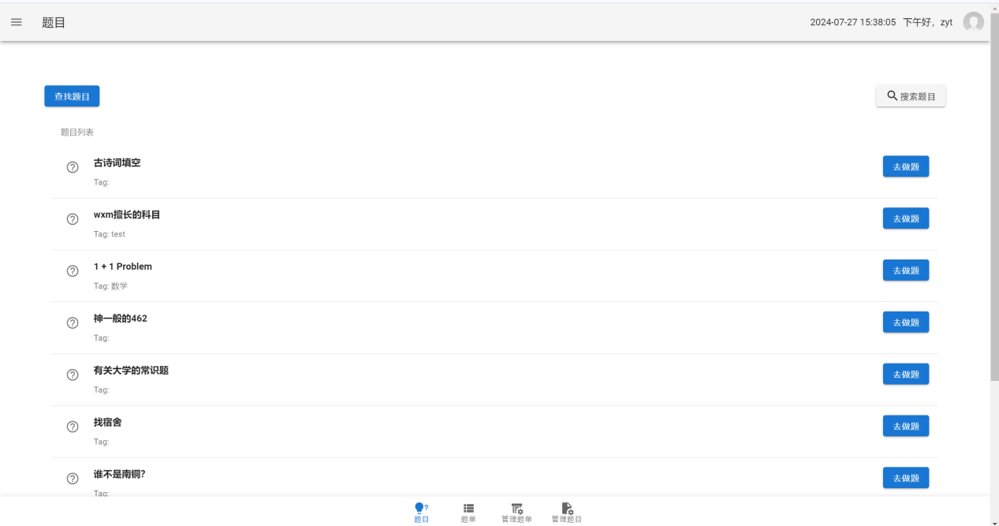 题目
2024-07-27 15:38:05 下午好，zyt
查找题目
搜索题目
题目列表
古诗词填空
Tag:
去做题
wxm擅长的科目
Tag: test
去做题
1 + 1 Problem
Tag: 数学
去做题
神一般的462
Tag:
去做题
有关大学的常识题
Tag:
去做题
找宿舍
Tag:
去做题
谁不是南铜?
Tag:
去做题
题目
题单
管理题单
管理题目